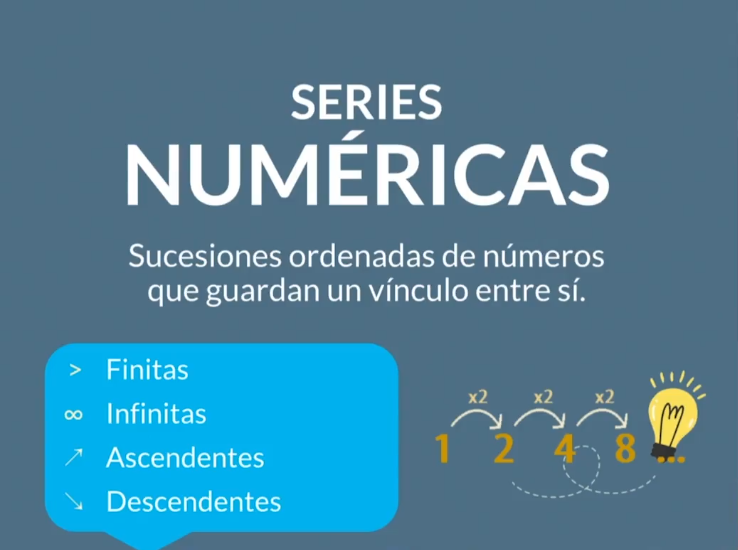 SERIES
NUMÉRICAS
Sucesiones ordenadas de números
que guardan un vínculo entre sí.
> Finitas
∞ Infinitas
↗ Ascendentes
↘ Descendentes
x2 x2 x2
1 2 4 8 ...